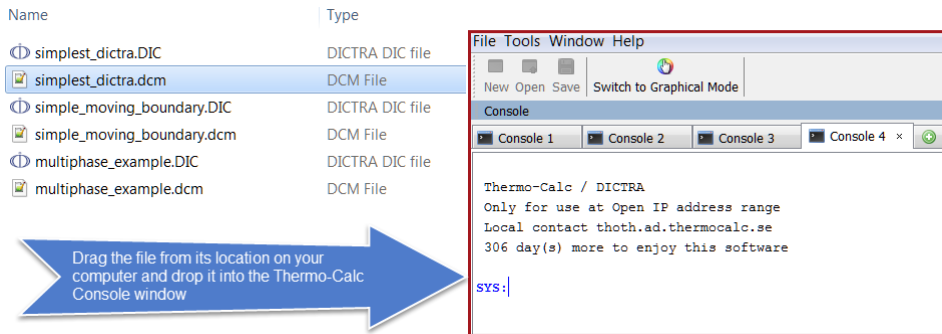 Name Type
simplest_dictra.DIC DICTRA DIC file
simplest_dictra.dcm DCM File
simple_moving_boundary.DIC DICTRA DIC file
simple_moving_boundary.dcm DCM File
multiphase_example.DIC DICTRA DIC file
multiphase_example.dcm DCM File
Drag the file from its location on your
computer and drop it into the Thermo-Calc
Console window
File Tools Window Help
New Open Save Switch to Graphical Mode
Console
Console 1 Console 2 Console 3 Console 4 ×
Thermo-Calc / DICTRA
Only for use at Open IP address range
Local contact thoth.ad.thermocalc.se
306 day(s) more to enjoy this software
SYS: